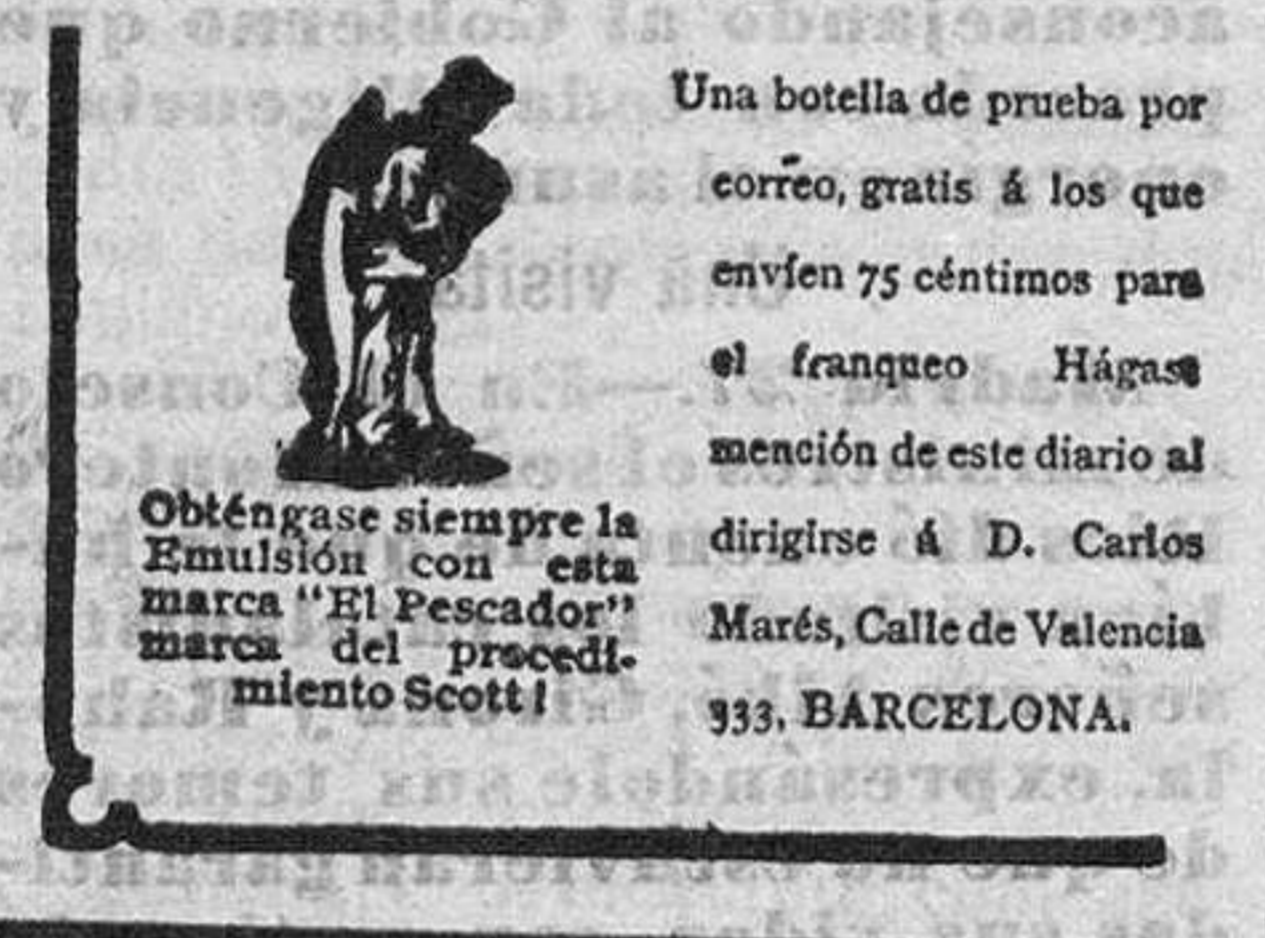 Obténgase siempre la
Emulsión con esta
marca “El Pescador”
marca del procedi-
miento Scott!
Una botella de prueba por
correo, gratis á los que
envíen 75 céntimos para
el franqueo Hágase
mención de este diario al
dirigirse á D. Carlos
Marés, Calle de Valencia
333, BARCELONA.